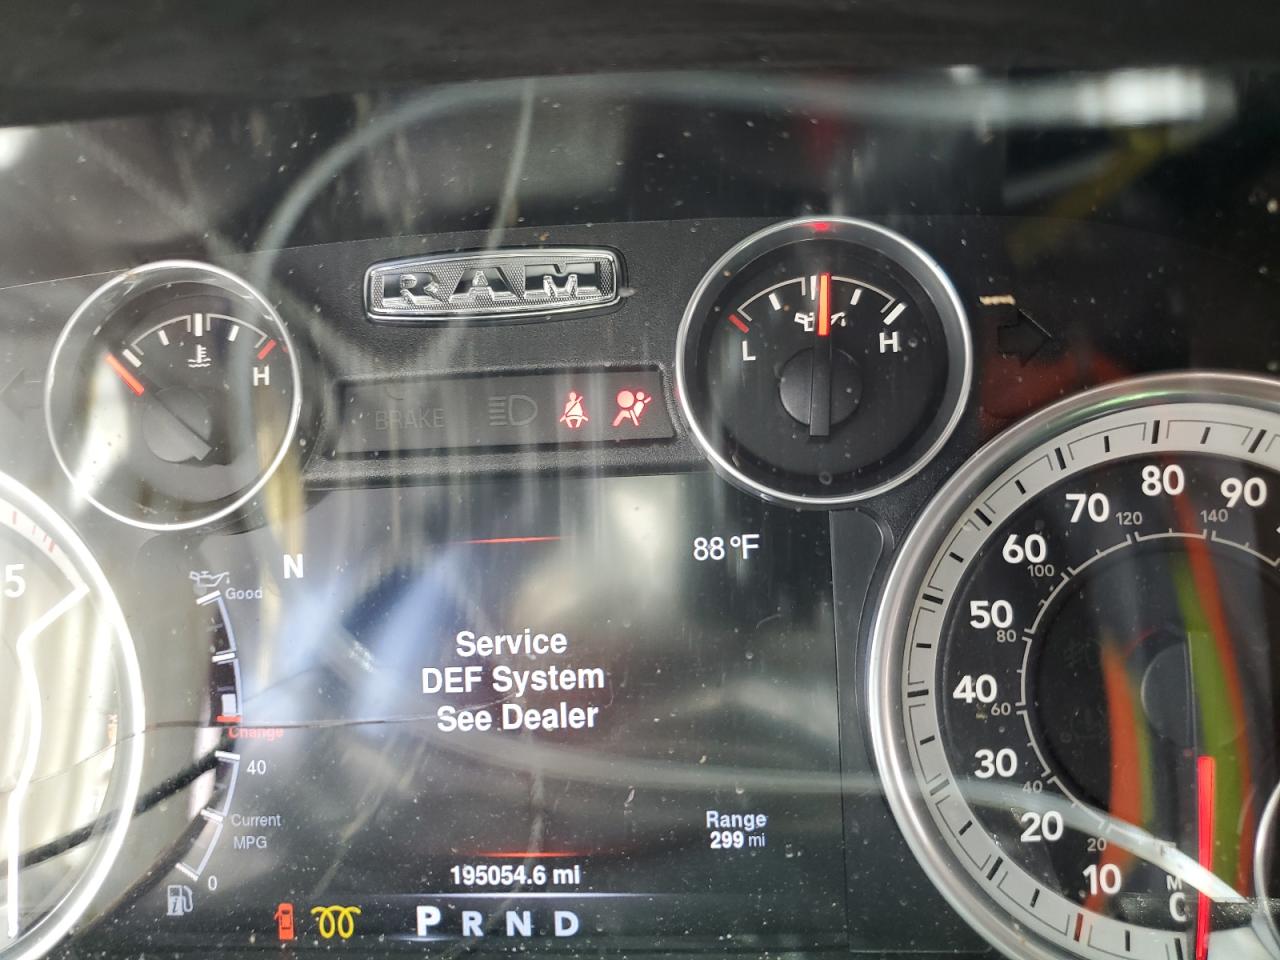 RAM
H
L H
BRAKE
N
88 °F
Good
Service
DEF System
See Dealer
Change
40
Current
MPG
0
Range
299 mi
195054.6 mi
P R N D
5
90
80
70
60
50
40
30
20
10
140
120
100
80
60
40
20